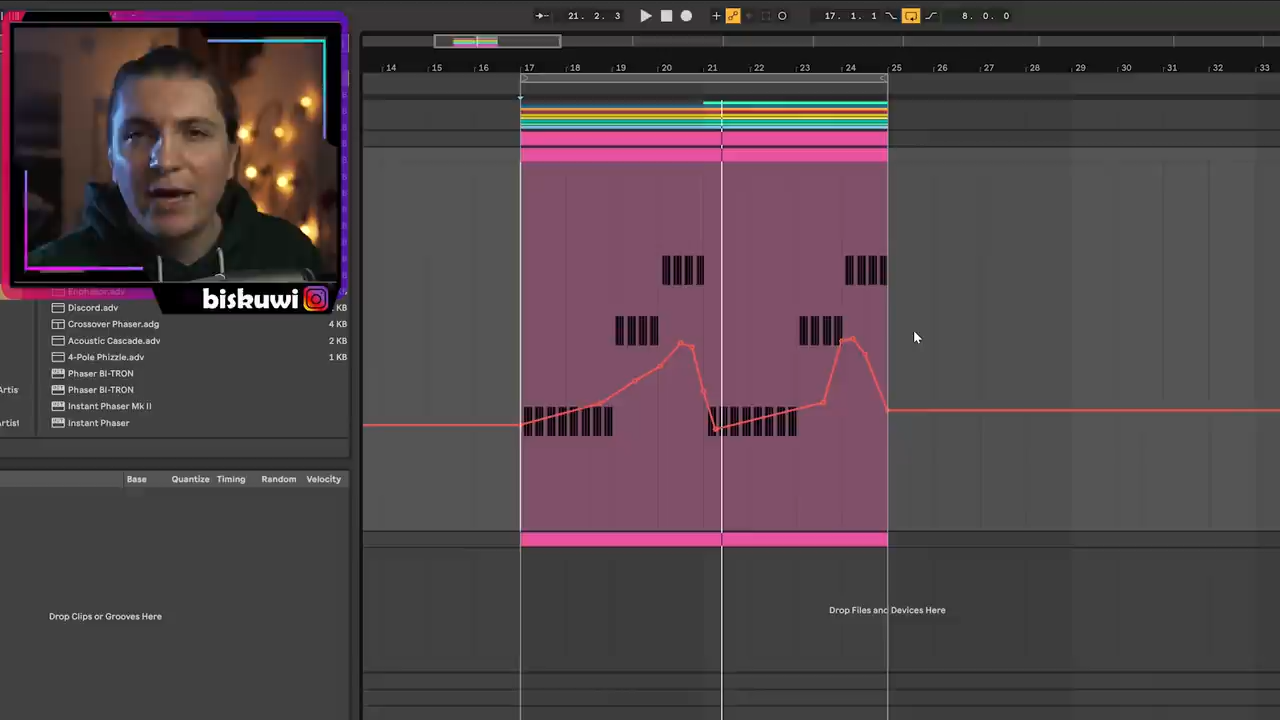 21. 2. 3
17. 1. 1
8. 0. 0
14 15 16 17 18 19 20 21 22 23 24 25 26 27 28 29 30 31 32 33
biskuwi
Discord.adv KB
Crossover Phaser.adg 4 KB
Acoustic Cascade.adv 2 KB
4-Pole Phizzle.adv 1 KB
Phaser BI-TRON
Artis
Phaser BI-TRON
Instant Phaser Mk II
Artist
Instant Phaser
Base Quantize Timing Random Velocity
Drop Clips or Grooves Here
Drop Files and Devices Here